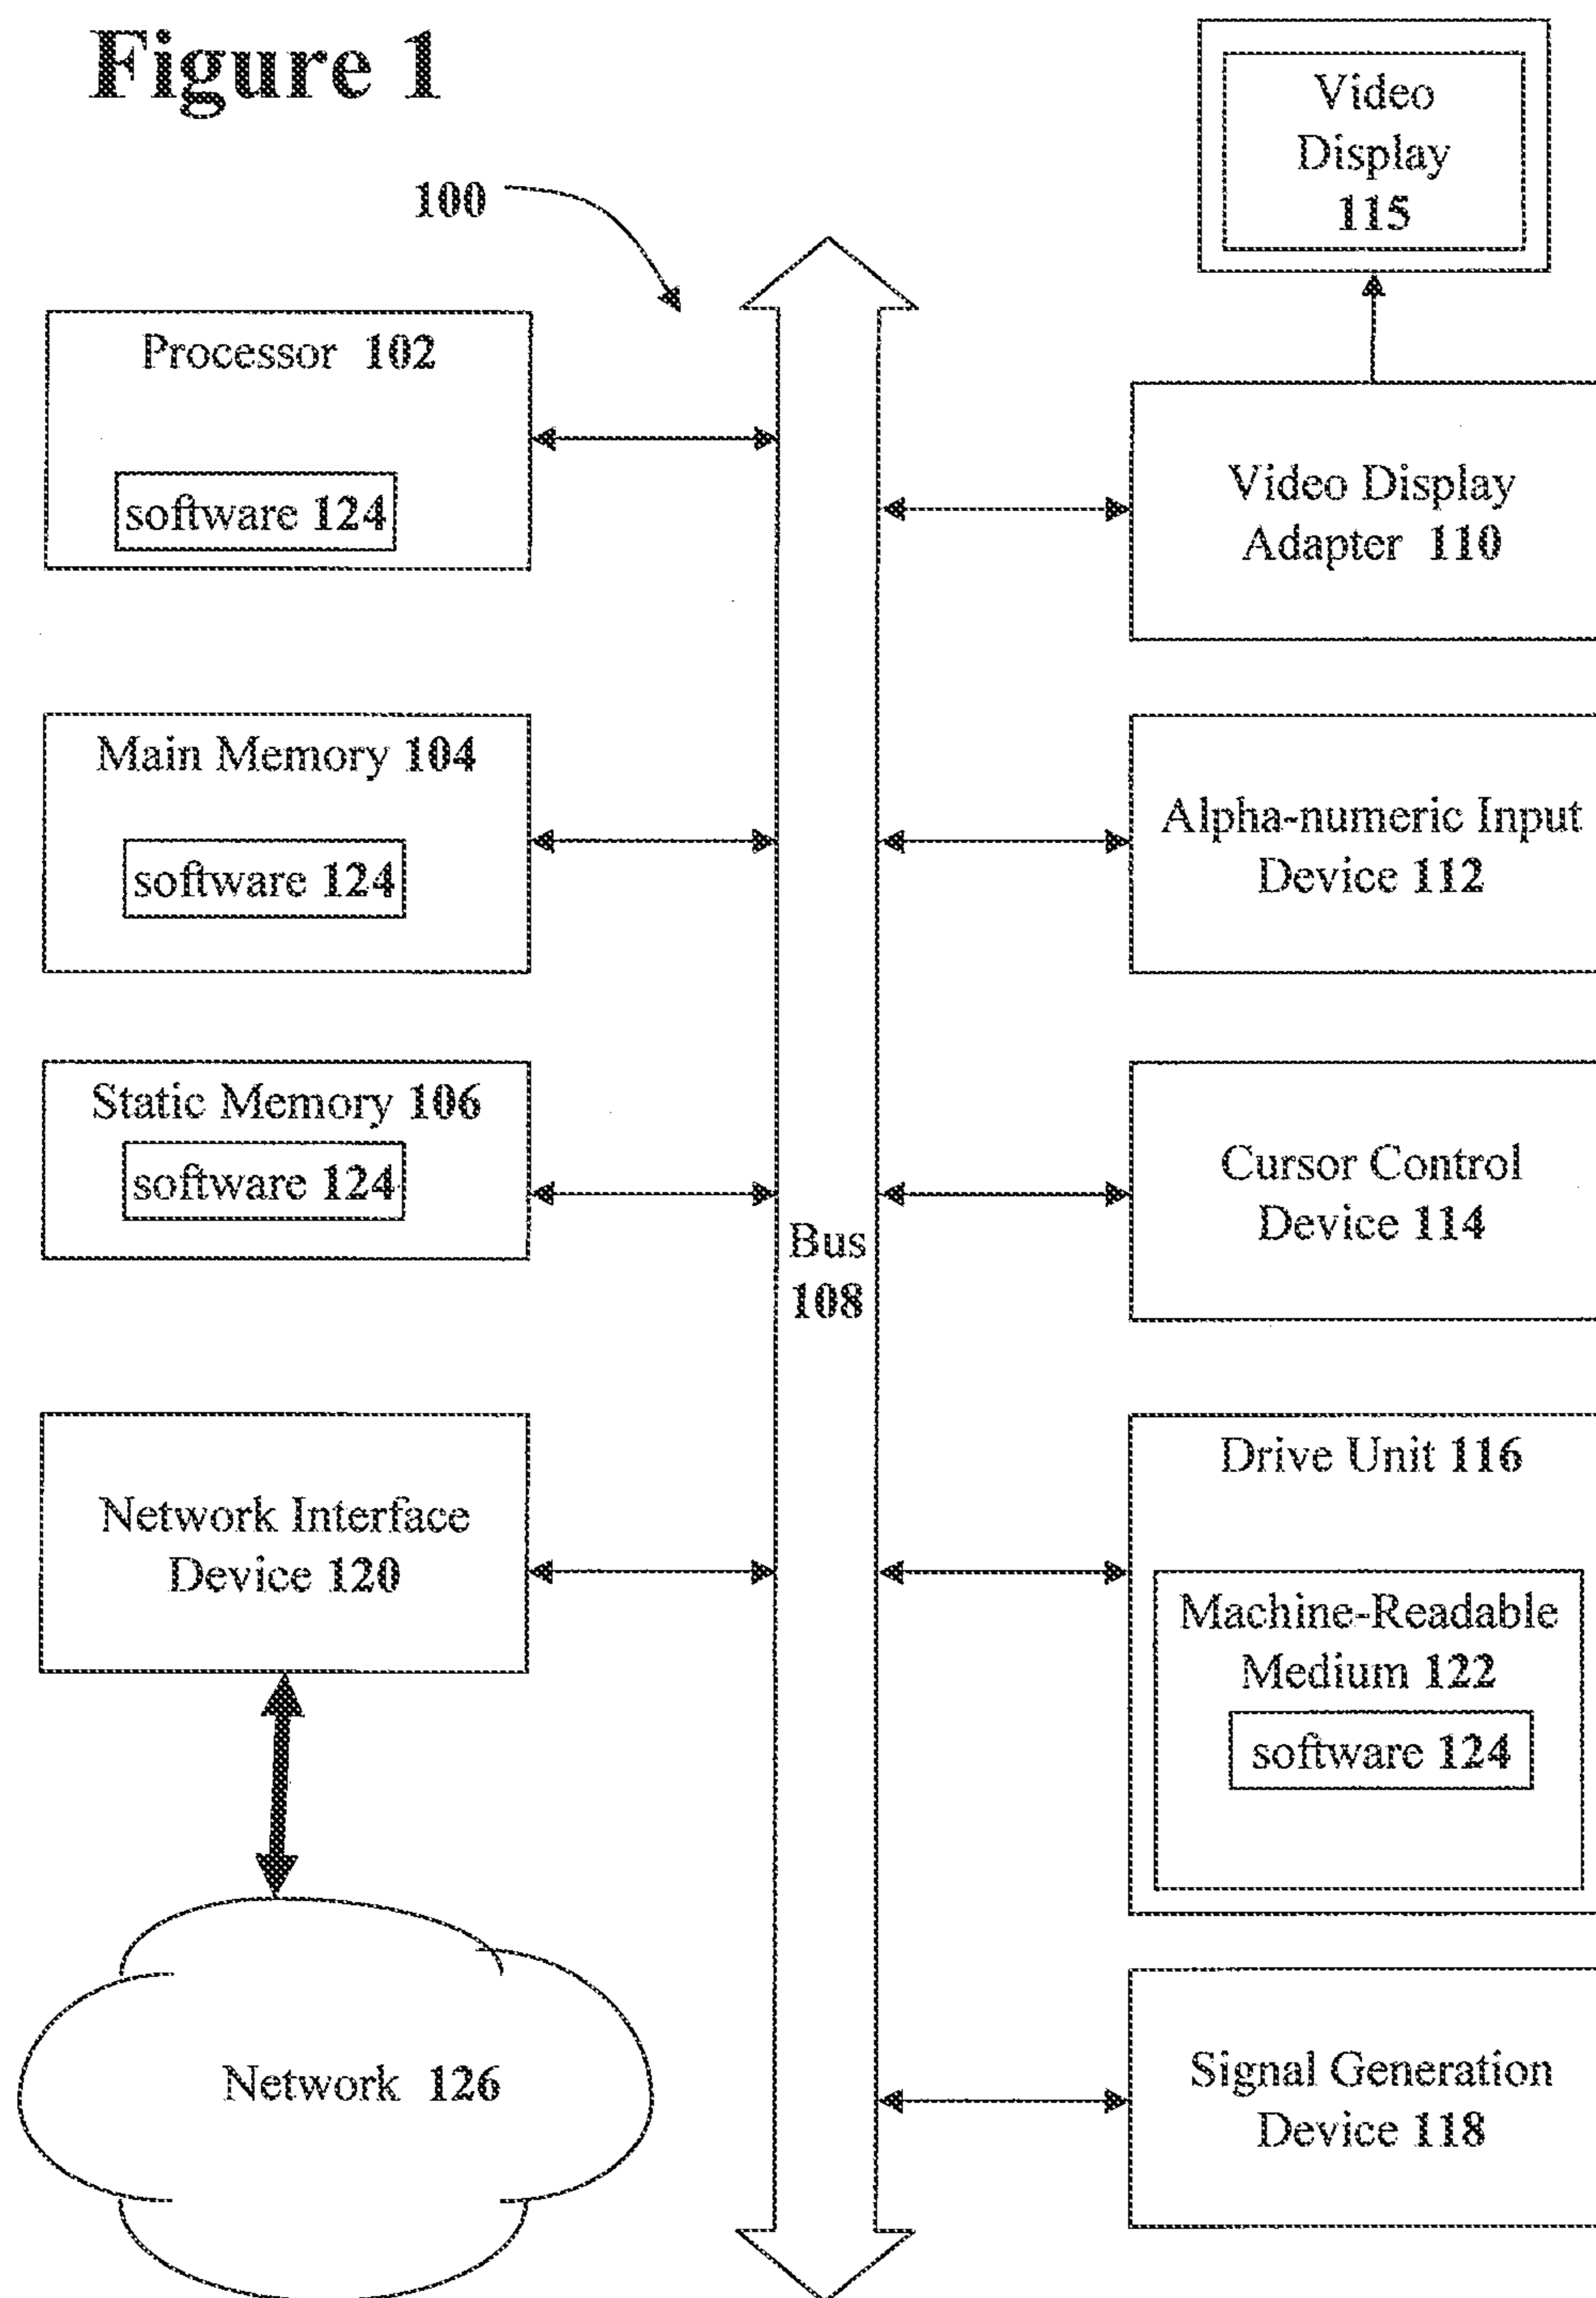 Figure 1
100
Video
Display
115
Processor 102
software 124
Video Display
Adapter 110
Main Memory 104
software 124
Alpha-numeric Input
Device 112
Static Memory 106
software 124
Cursor Control
Device 114
Bus
108
Network Interface
Device 120
Drive Unit 116
Machine-Readable
Medium 122
software 124
Network 126
Signal Generation
Device 118